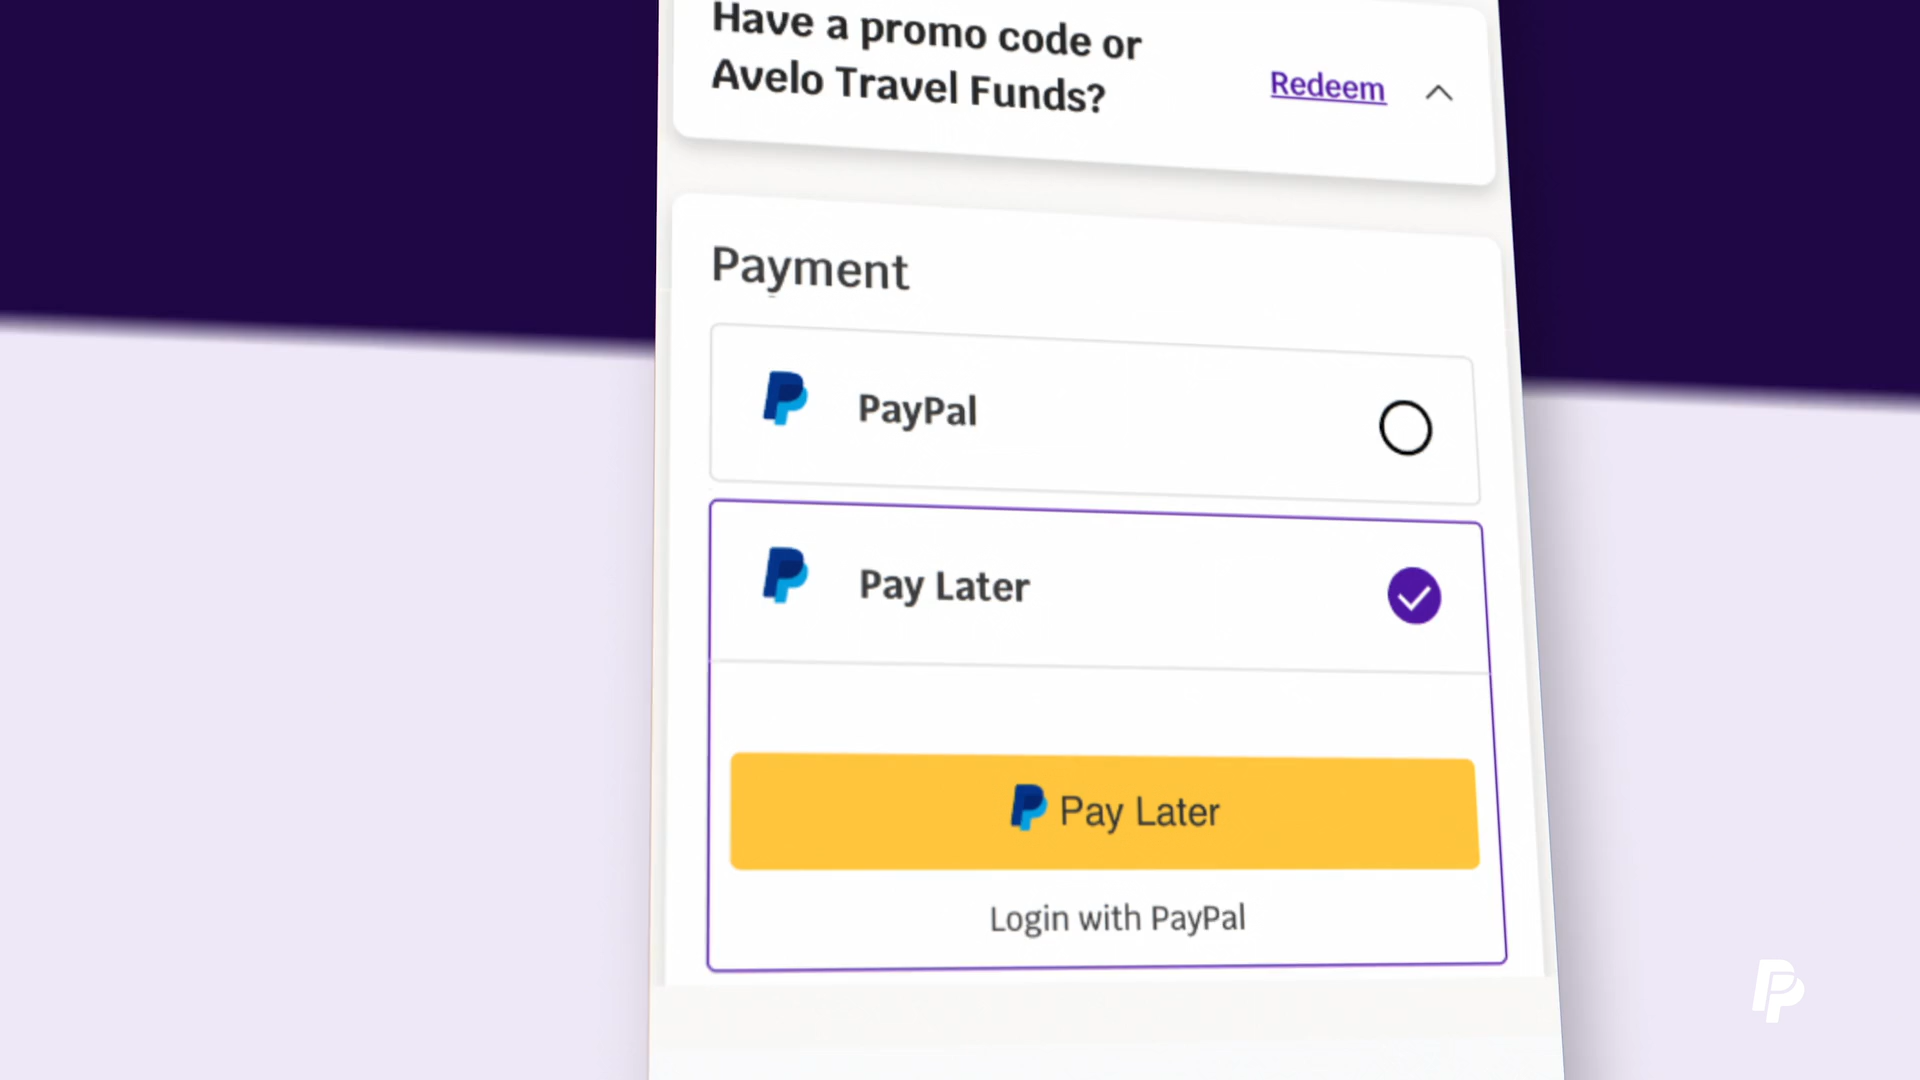 Have a promo code or
Avelo Travel Funds?
Redeem
Payment
PayPal
Pay Later
Pay Later
Login with PayPal